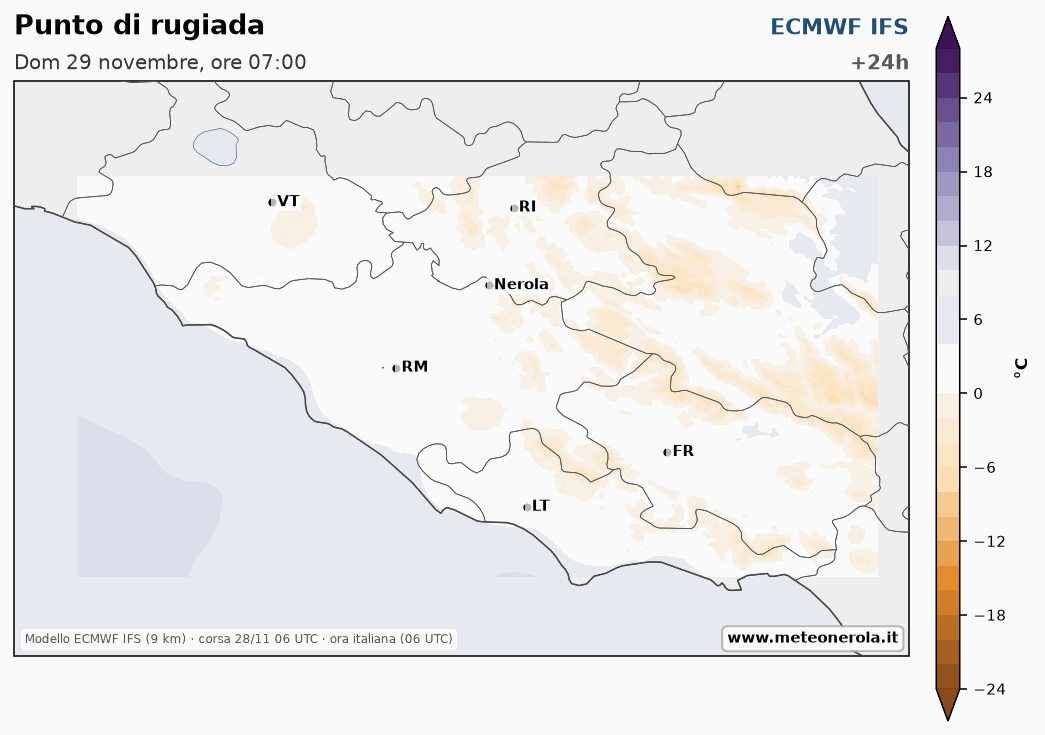 Punto di rugiada
ECMWF IFS
Dom 29 novembre, ore 07:00
+24h
VT
RI
Nerola
RM
FR
LT
Modello ECMWF IFS (9 km) · corsa 28/11 06 UTC · ora italiana (06 UTC)
www.meteonerola.it
24
18
12
6
0
−6
−12
−18
−24
°C